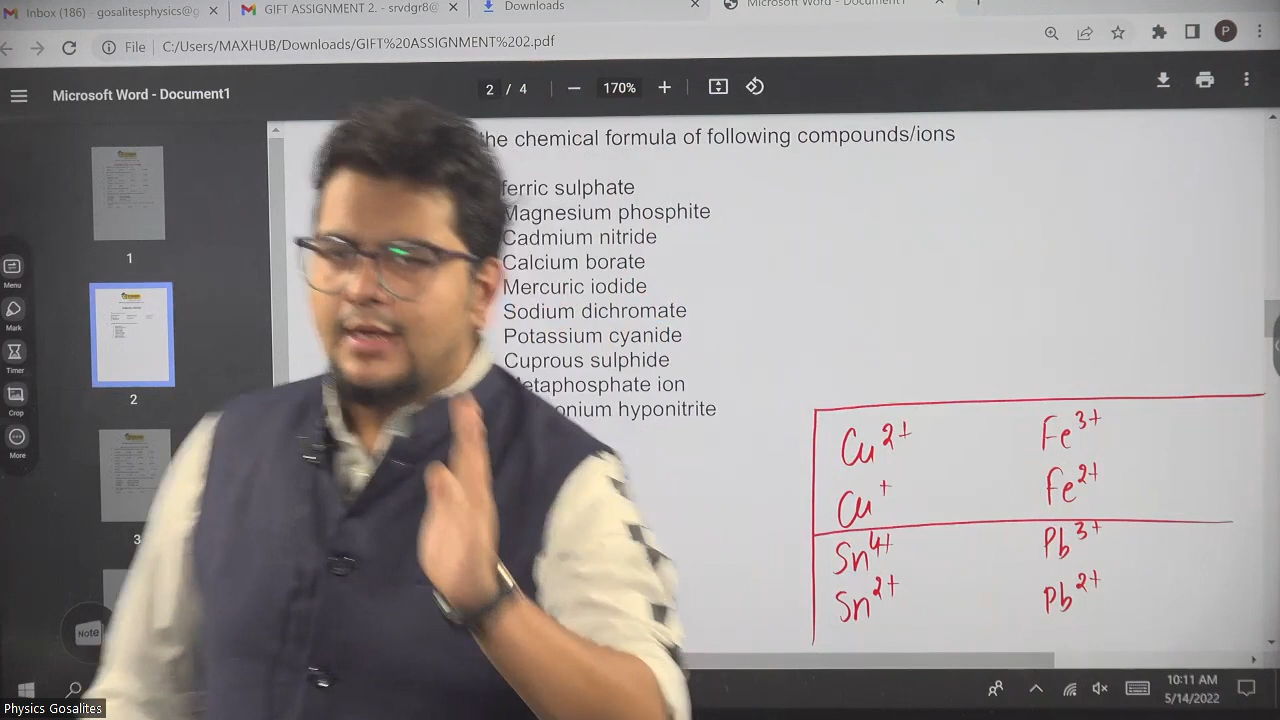 Inbox (186) - gosalitesphysics@g
GIFT ASSIGNMENT 2. - srvdgr8@
Downloads
Microsoft Word - Document1
File
C:/Users/MAXHUB/Downloads/GIFT%20ASSIGNMENT%202.pdf
P
Microsoft Word - Document1
2 / 4
170%
the chemical formula of following compounds/ions
ferric sulphate
Magnesium phosphite
Cadmium nitride
Calcium borate
Mercuric iodide
Sodium dichromate
Potassium cyanide
Cuprous sulphide
Metaphosphate ion
onium hyponitrite
1
2
3
Menu
Mark
Timer
Crop
More
Note
Cu²⁺ Fe³⁺
Cu⁺ Fe²⁺
Sn⁴⁺ Pb³⁺
Sn²⁺ Pb²⁺
10:11 AM
5/14/2022
Physics Gosalites